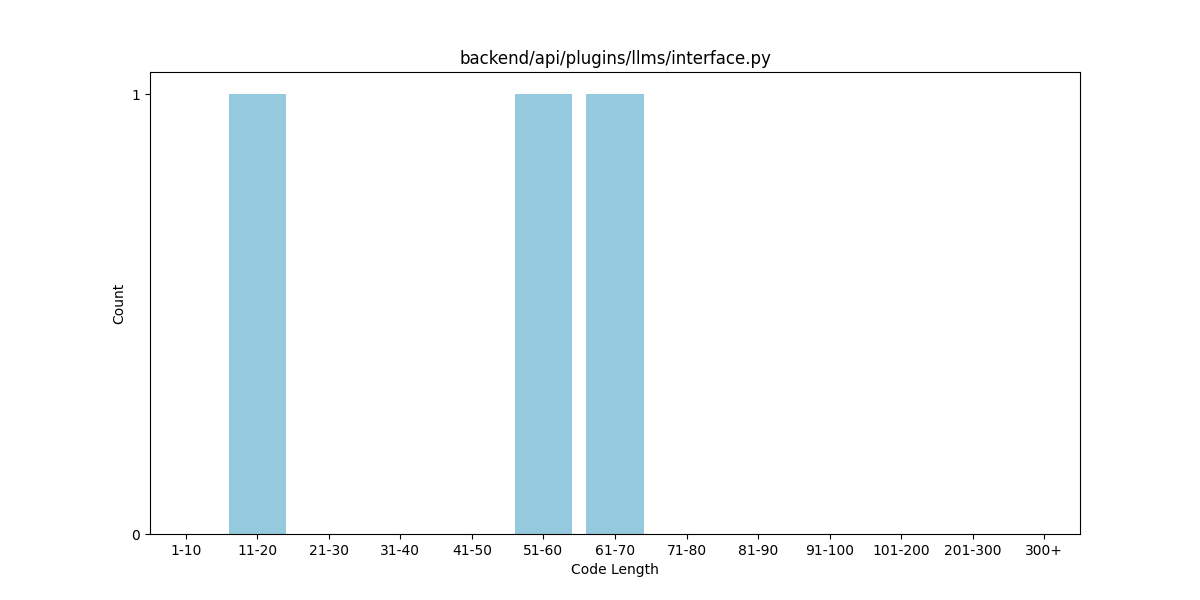 backend/api/plugins/llms/interface.py
1
Count
0
1-10 11-20 21-30 31-40 41-50 51-60 61-70 71-80 81-90 91-100 101-200 201-300 300+
Code Length